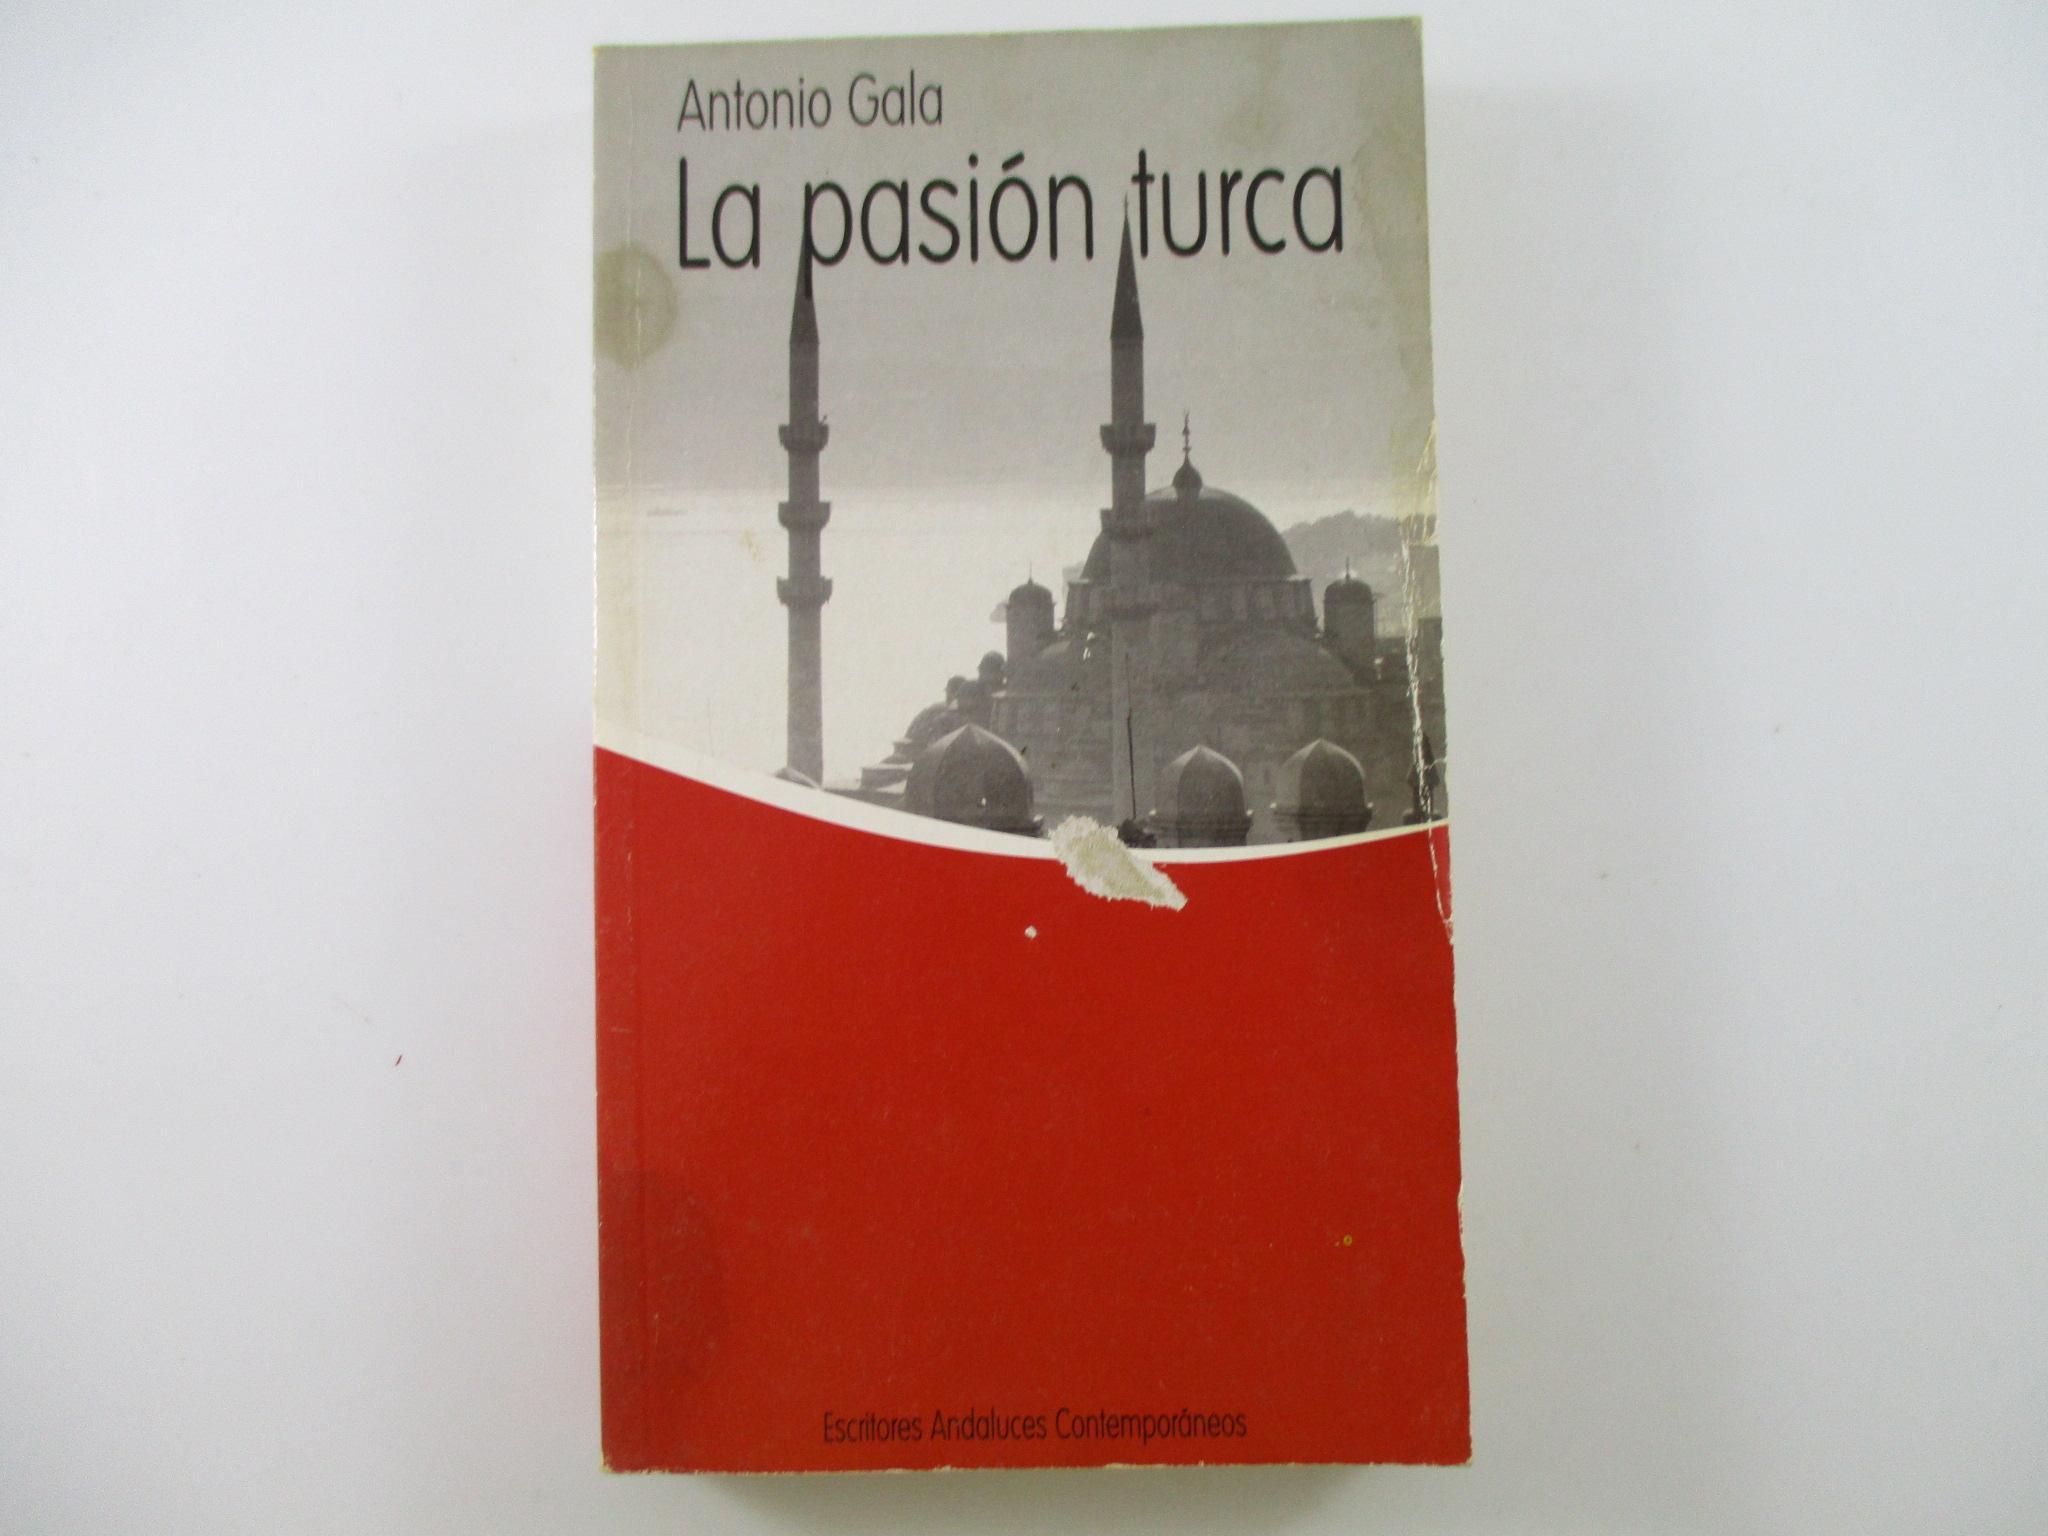 Antonio Gala
La pasión turca
Escritores Andaluces Contemporáneos